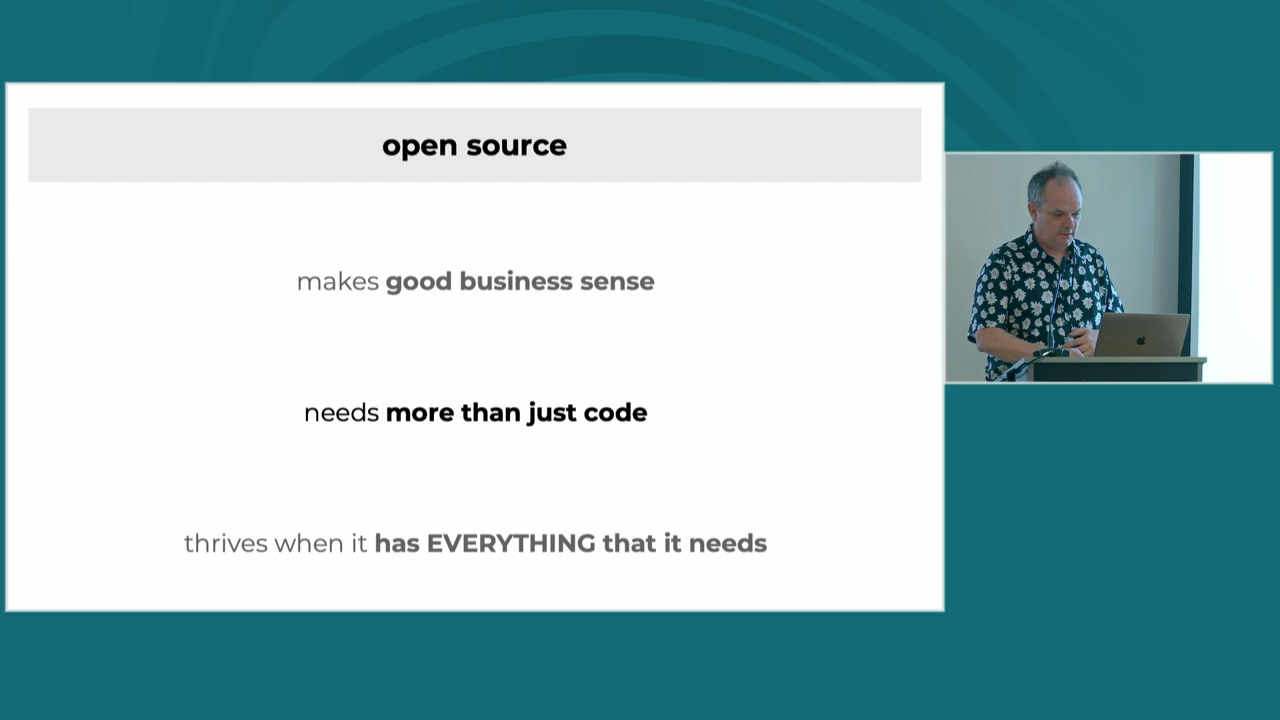 open source
makes good business sense
needs more than just code
thrives when it has EVERYTHING that it needs